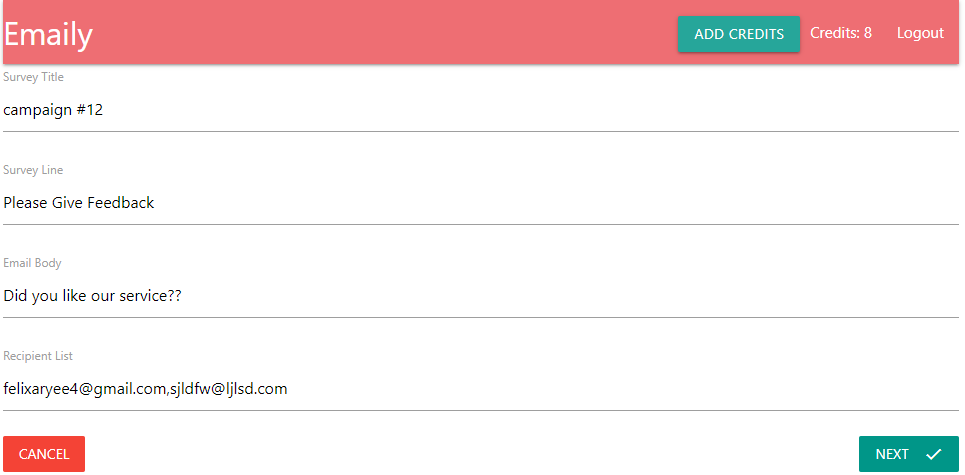 Emaily
ADD CREDITS Credits: 8 Logout
Survey Title
campaign #12
Survey Line
Please Give Feedback
Email Body
Did you like our service??
Recipient List
felixaryee4@gmail.com,sjldfw@ljlsd.com
CANCEL
NEXT